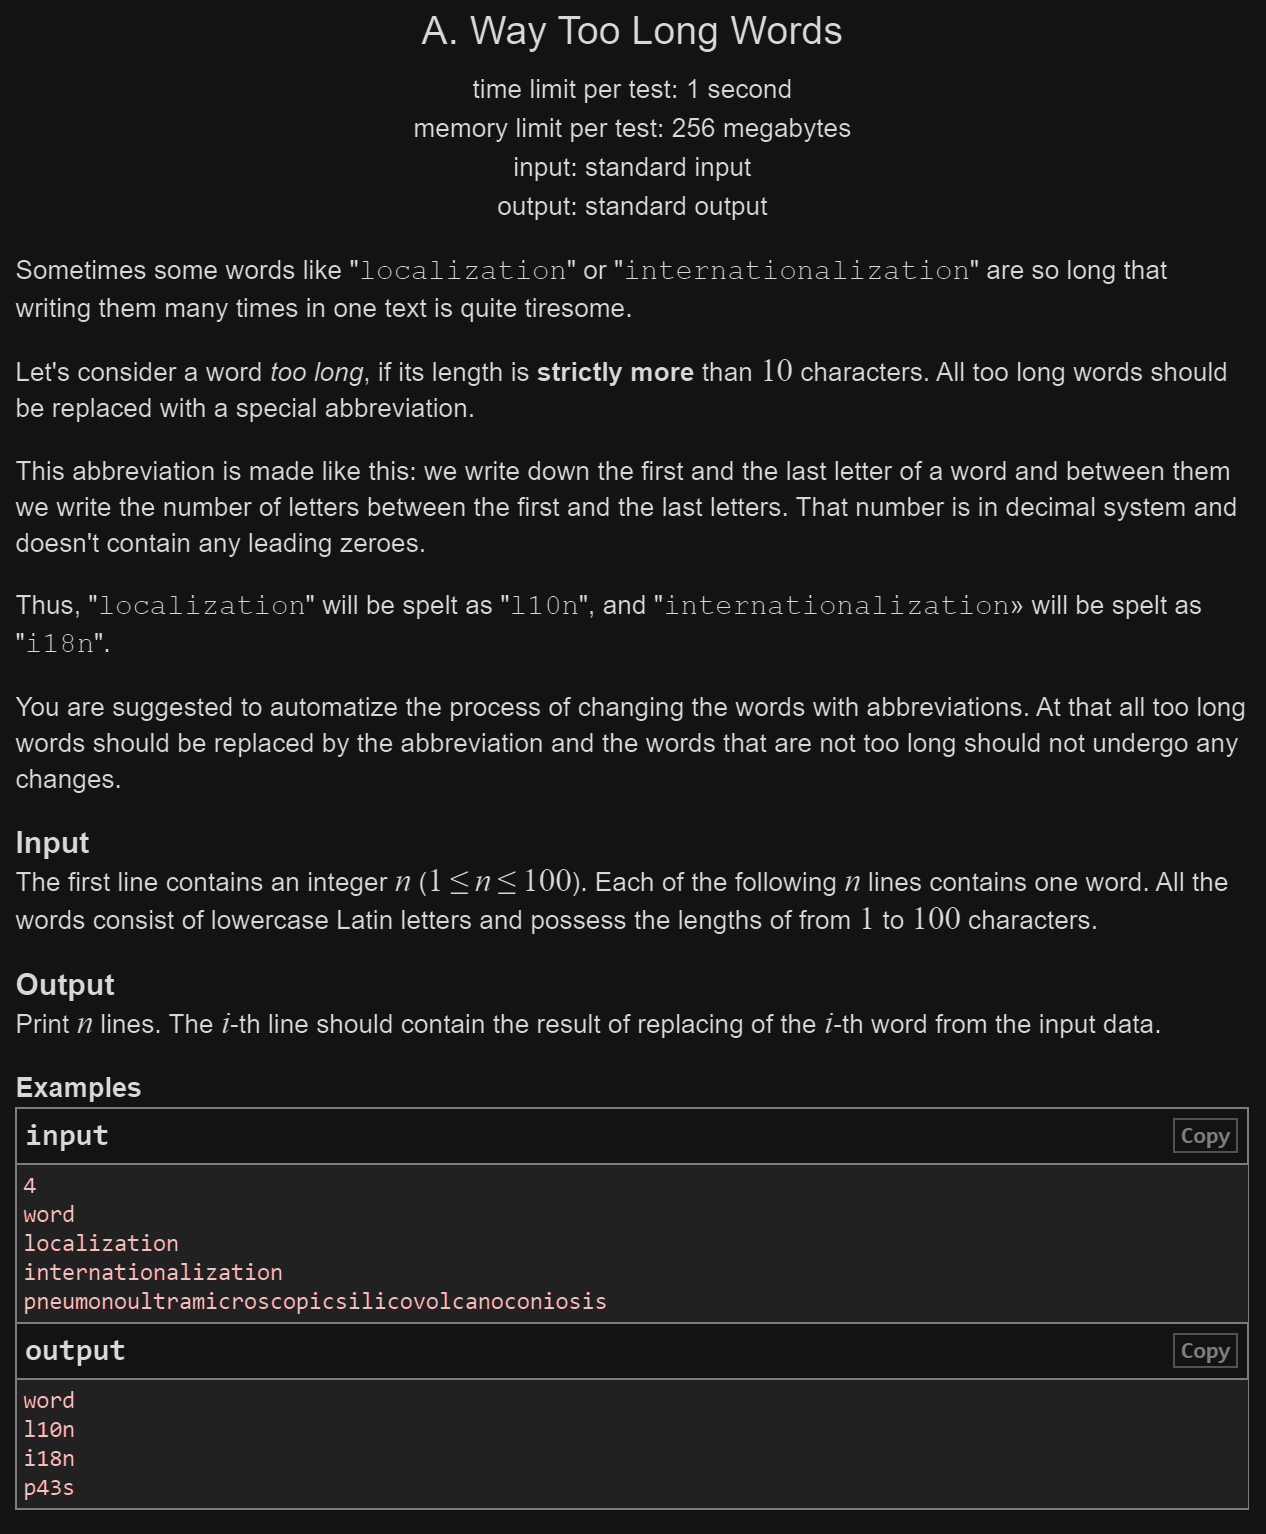 A. Way Too Long Words
time limit per test: 1 second
memory limit per test: 256 megabytes
input: standard input
output: standard output
Sometimes some words like "localization" or "internationalization" are so long that
writing them many times in one text is quite tiresome.
Let's consider a word too long, if its length is strictly more than 10 characters. All too long words should
be replaced with a special abbreviation.
This abbreviation is made like this: we write down the first and the last letter of a word and between them
we write the number of letters between the first and the last letters. That number is in decimal system and
doesn't contain any leading zeroes.
Thus, "localization" will be spelt as "l10n", and "internationalization» will be spelt as
"i18n".
You are suggested to automatize the process of changing the words with abbreviations. At that all too long
words should be replaced by the abbreviation and the words that are not too long should not undergo any
changes.
Input
The first line contains an integer n (1 ≤ n ≤ 100). Each of the following n lines contains one word. All the
words consist of lowercase Latin letters and possess the lengths of from 1 to 100 characters.
Output
Print n lines. The i-th line should contain the result of replacing of the i-th word from the input data.
Examples
input Copy
4
word
localization
internationalization
pneumonoultramicroscopicsilicovolcanoconiosis
output Copy
word
l10n
i18n
p43s